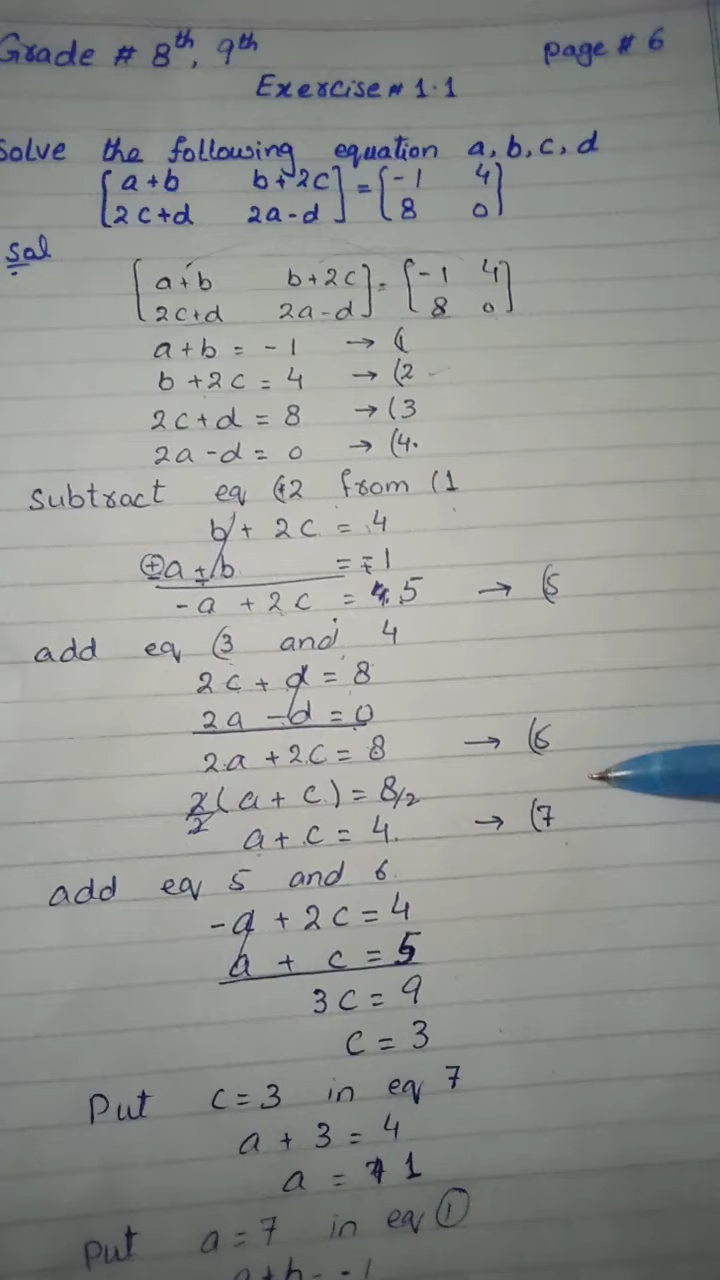 Grade # 8th, 9th page # 6
Exercise # 1.1
Solve the following equation a, b, c, d
[a+b b+2c] = [-1 4]
[2c+d 2a-d] [8 0]
Sol
[a+b b+2c] = [-1 4]
[2c+d 2a-d] [8 0]
a+b = -1 → (1
b+2c = 4 → (2
2c+d = 8 → (3
2a-d = 0 → (4.
Subtract eq (2 from (1
b + 2c = 4
±a ± b = ∓1
-a + 2c = 5 → (5
add eq (3 and 4
2c + d = 8
2a - d = 0
2a + 2c = 8 → (6
2/2 (a + c) = 8/2
a + c = 4. → (7
add eq 5 and 6.
-a + 2c = 4
a + c = 5
3c = 9
c = 3
Put c = 3 in eq 7
a + 3 = 4
a = 1
Put a = 7 in eq ①
a+b = -1